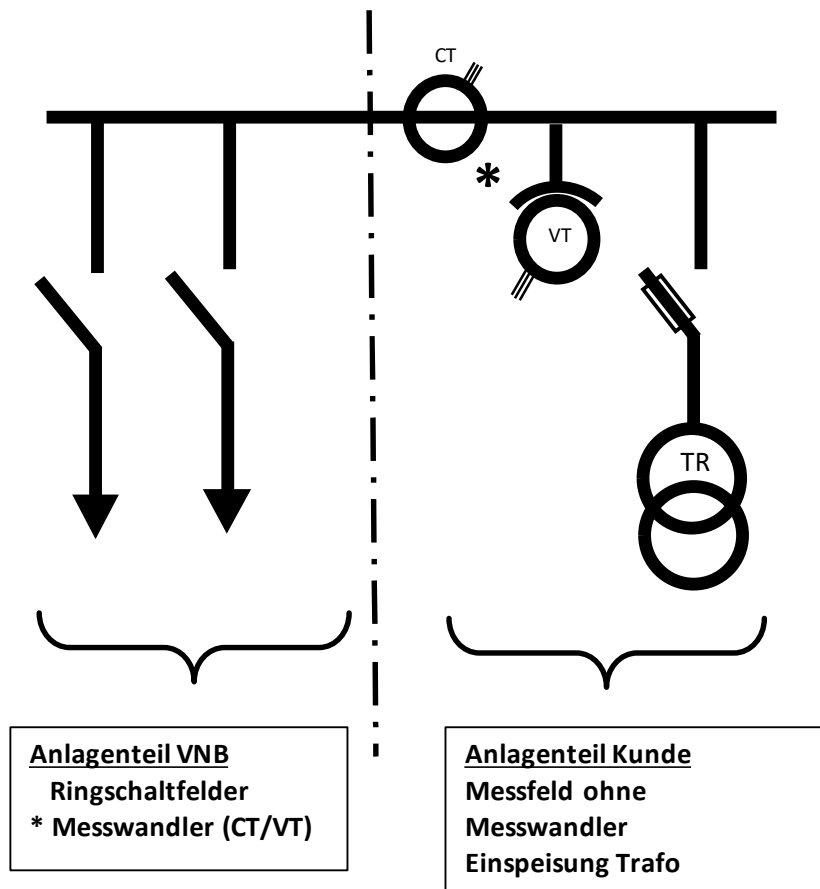 CT
*
VT
TR
Anlagenteil VNB
Ringschaltfelder
* Messwandler (CT/VT)
Anlagenteil Kunde
Messfeld ohne
Messwandler
Einspeisung Trafo